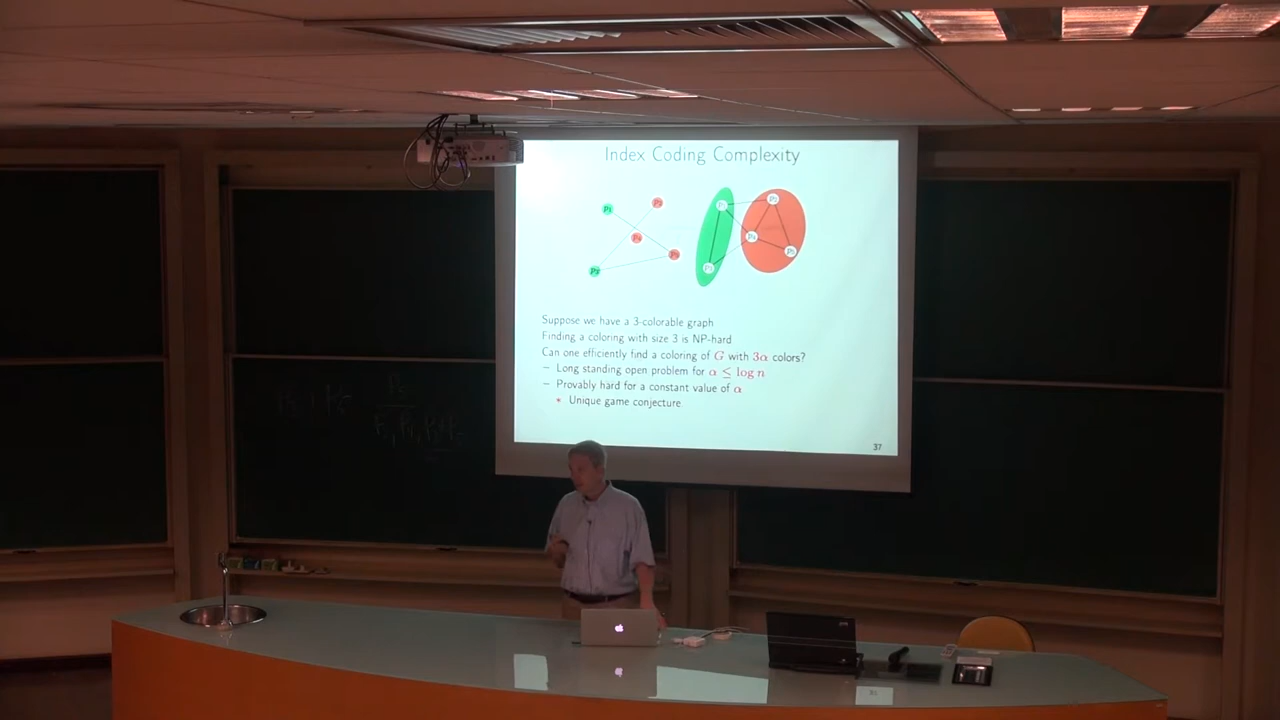 Index Coding Complexity
Suppose we have a 3-colorable graph
Finding a coloring with size 3 is NP-hard
Can one efficiently find a coloring of G with 3α colors?
– Long standing open problem for α ≤ log n
– Provably hard for a constant value of α
* Unique game conjecture
37